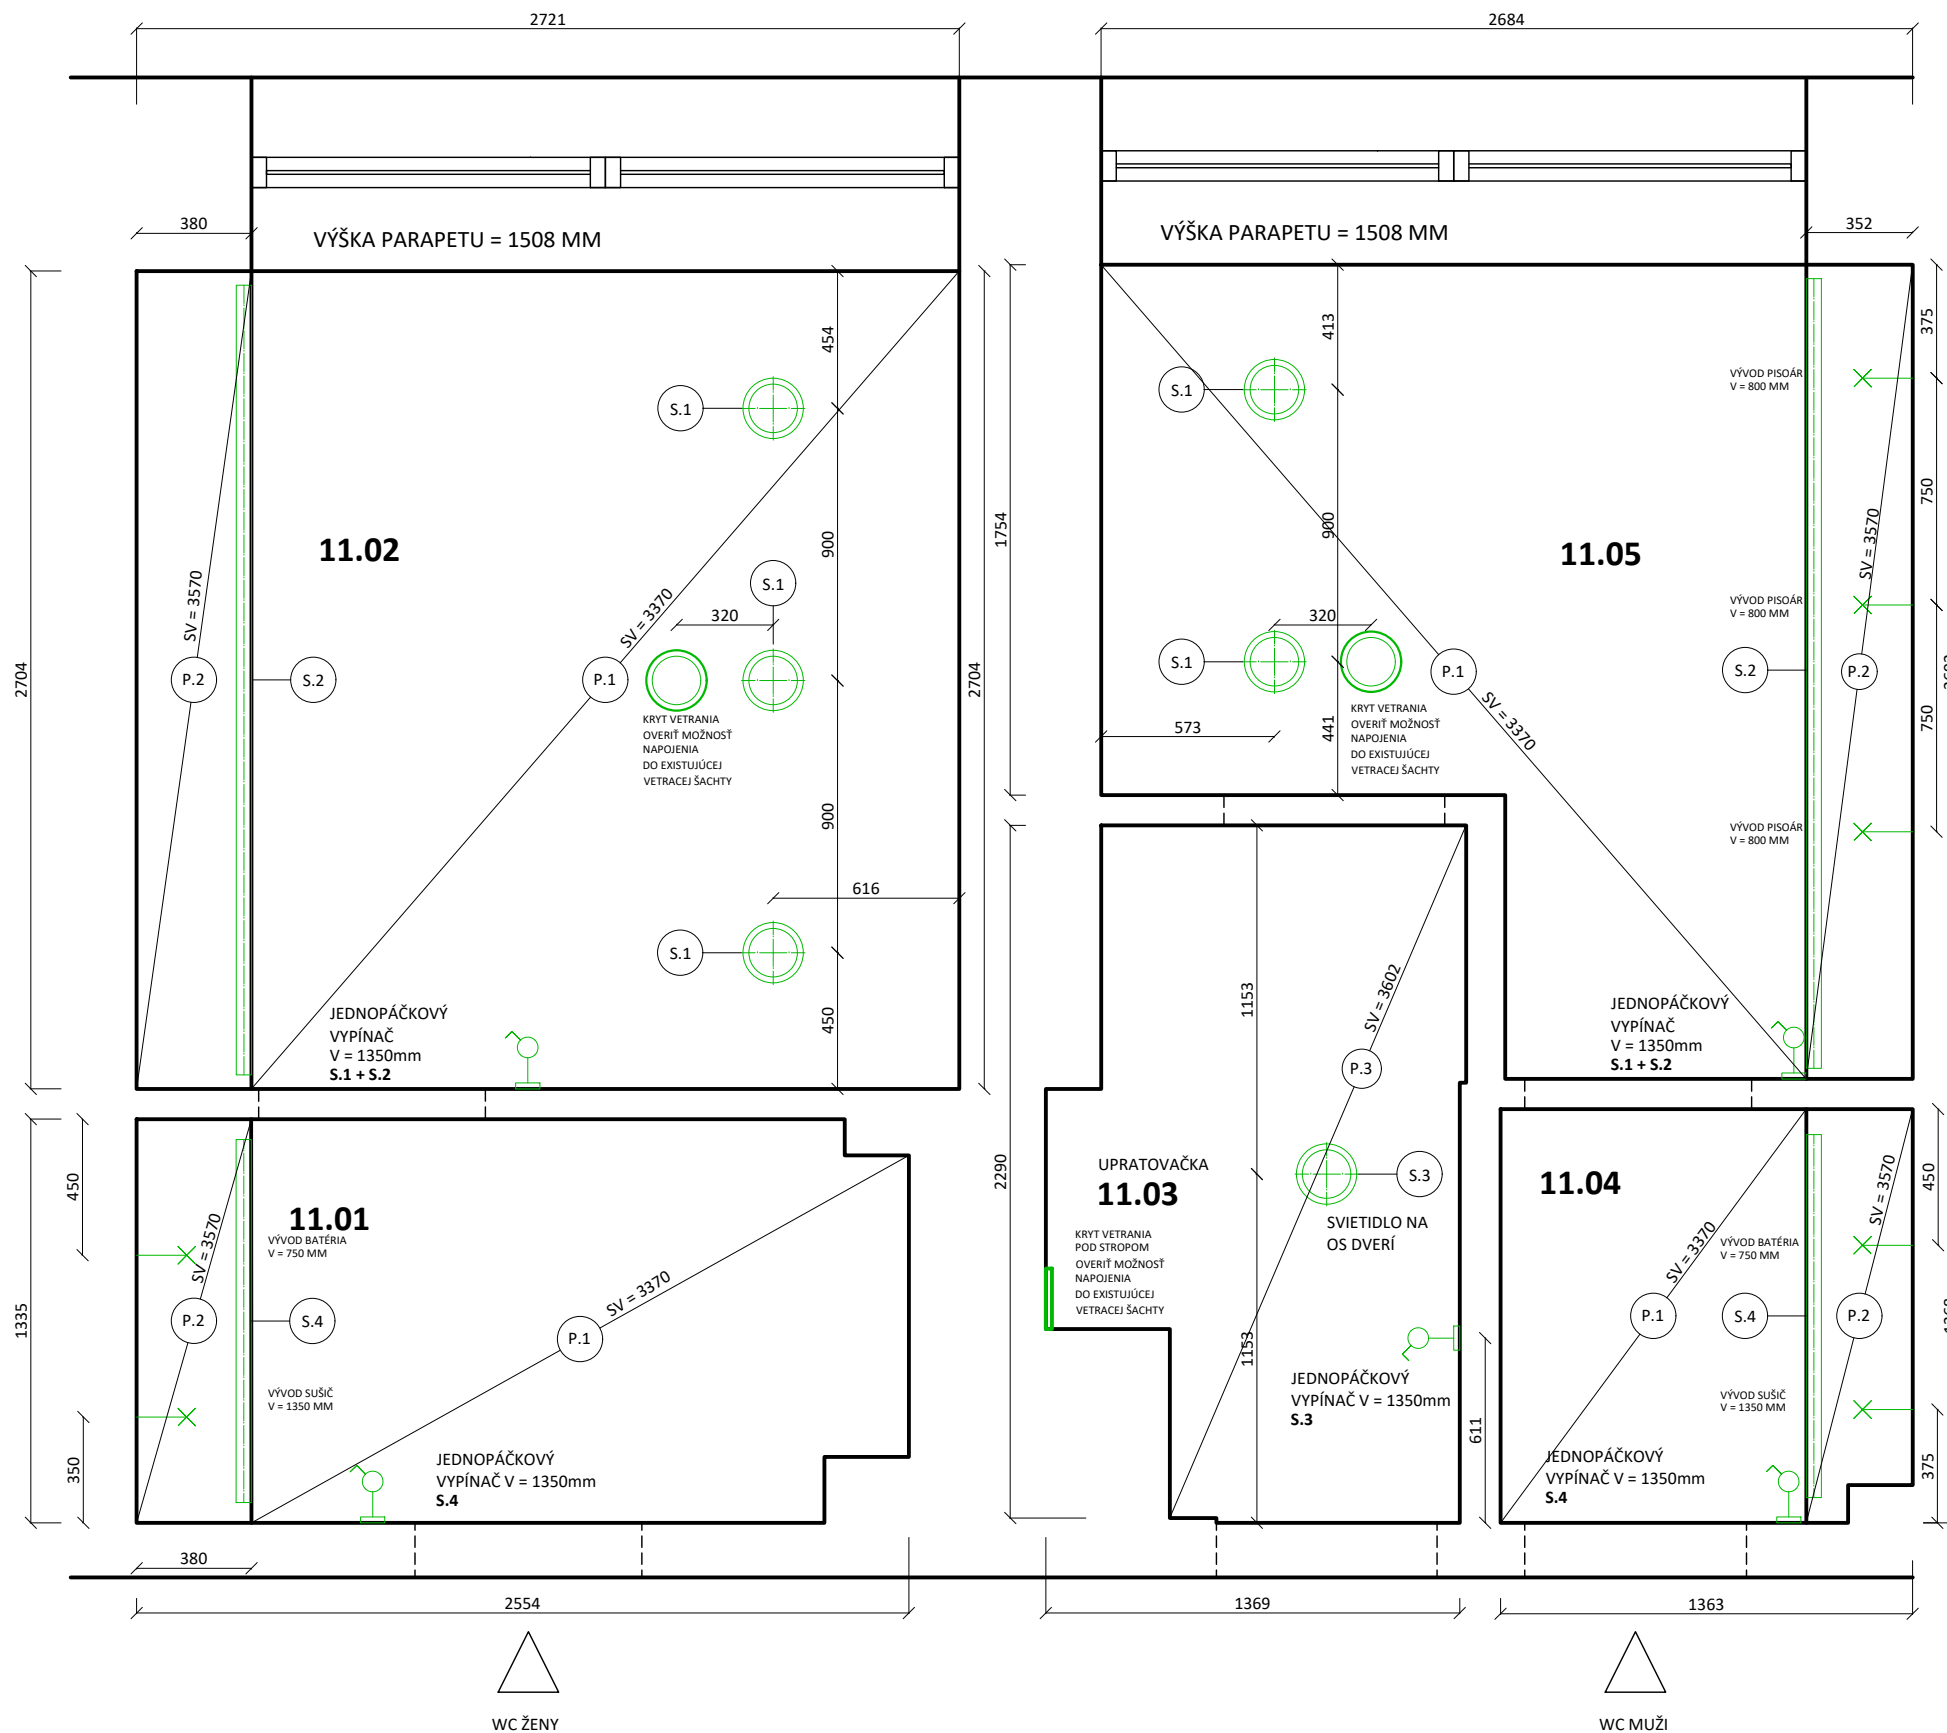 2721
2684
380
VÝŠKA PARAPETU = 1508 MM
VÝŠKA PARAPETU = 1508 MM
352
454
413
375
S.1
S.1
VÝVOD PISOÁR
V = 800 MM
11.02
900
1754
900
11.05
750
SV = 3570
SV = 3570
S.1
SV = 3370
320
320
VÝVOD PISOÁR
V = 800 MM
2704
P.2
S.2
P.1
2704
S.1
P.1
S.2
P.2
SV = 3370
KRYT VETRANIA
OVERIŤ MOŽNOSŤ
NAPOJENIA
DO EXISTUJÚCEJ
VETRACEJ ŠACHTY
573
441
KRYT VETRANIA
OVERIŤ MOŽNOSŤ
NAPOJENIA
DO EXISTUJÚCEJ
VETRACEJ ŠACHTY
750
900
VÝVOD PISOÁR
V = 800 MM
616
S.1
450
JEDNOPÁČKOVÝ
VYPÍNAČ
V = 1350mm
S.1 + S.2
1153
SV = 3602
P.3
JEDNOPÁČKOVÝ
VYPÍNAČ
V = 1350mm
S.1 + S.2
450
11.01
VÝVOD BATÉRIA
V = 750 MM
SV = 3570
2290
UPRATOVAČKA
11.03
S.3
SVIETIDLO NA
OS DVERÍ
KRYT VETRANIA
POD STROPOM
OVERIŤ MOŽNOSŤ
NAPOJENIA
DO EXISTUJÚCEJ
VETRACEJ ŠACHTY
11.04
450
SV = 3570
SV = 3370
VÝVOD BATÉRIA
V = 750 MM
1335
P.2
S.4
P.1
SV = 3370
1153
P.1
S.4
P.2
VÝVOD SUŠIČ
V = 1350 MM
JEDNOPÁČKOVÝ
VYPÍNAČ V = 1350mm
S.3
611
VÝVOD SUŠIČ
V = 1350 MM
350
JEDNOPÁČKOVÝ
VYPÍNAČ V = 1350mm
S.4
JEDNOPÁČKOVÝ
VYPÍNAČ V = 1350mm
S.4
375
380
2554
1369
1363
WC ŽENY
WC MUŽI